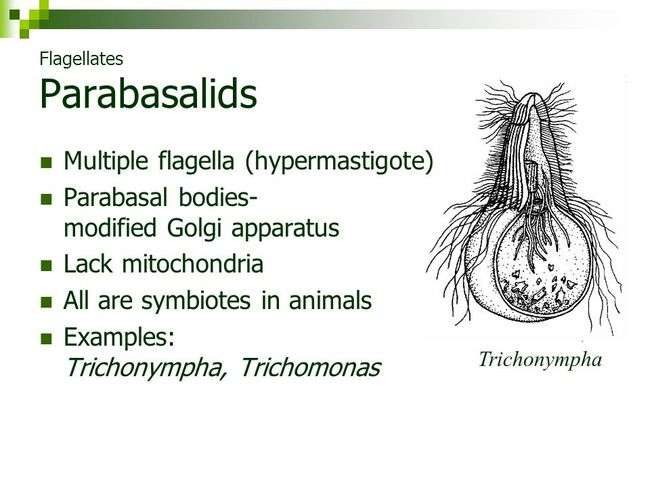 Flagellates
Parabasalids
Multiple flagella (hypermastigote)
Parabasal bodies-
modified Golgi apparatus
Lack mitochondria
All are symbiotes in animals
Examples:
Trichonympha, Trichomonas
Trichonympha